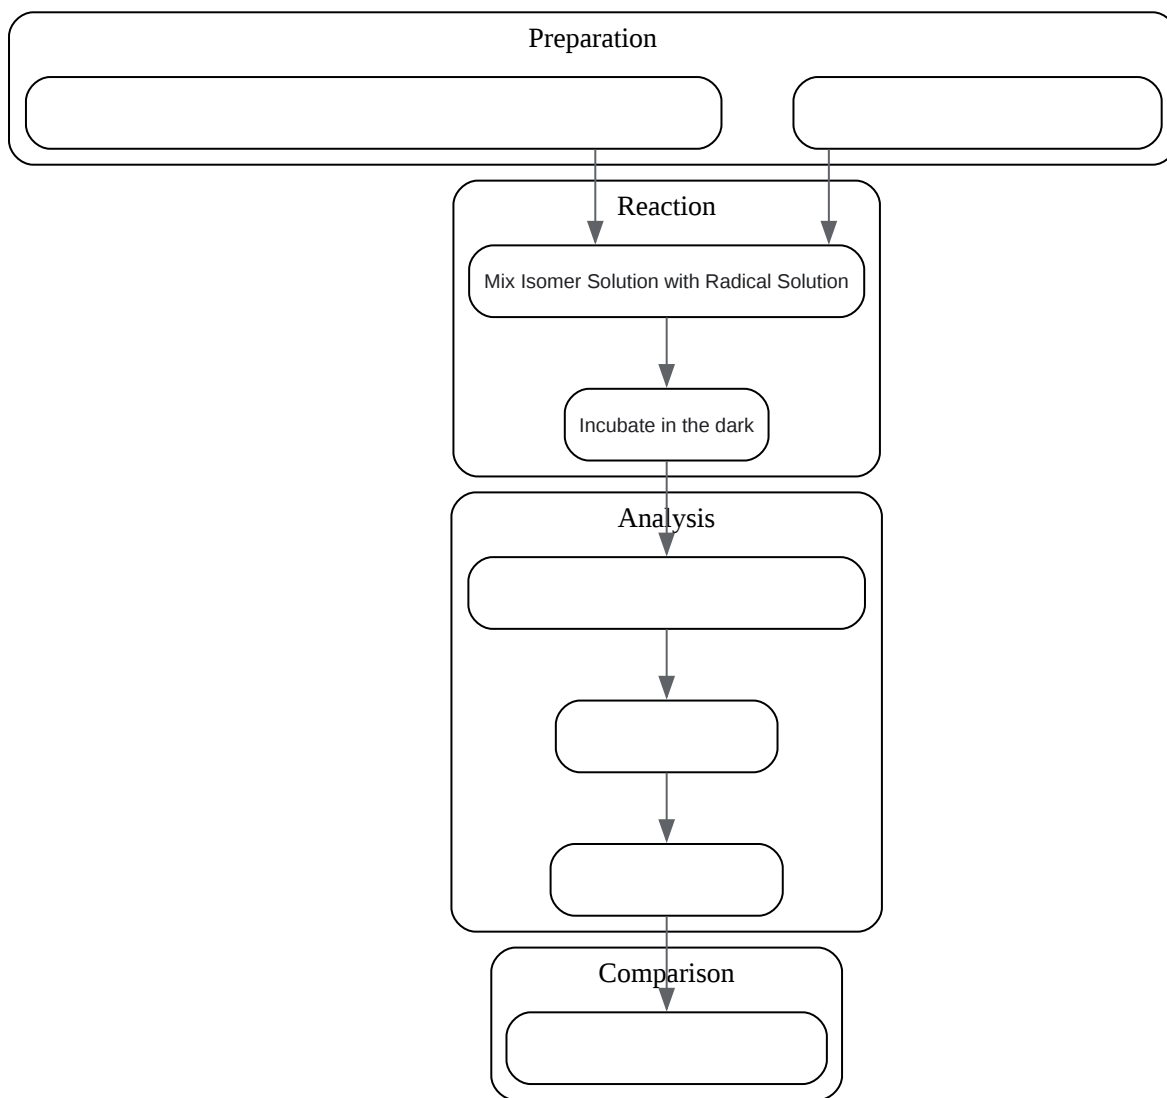 Preparation
Reaction
Mix Isomer Solution with Radical Solution
Incubate in the dark
Analysis
Comparison